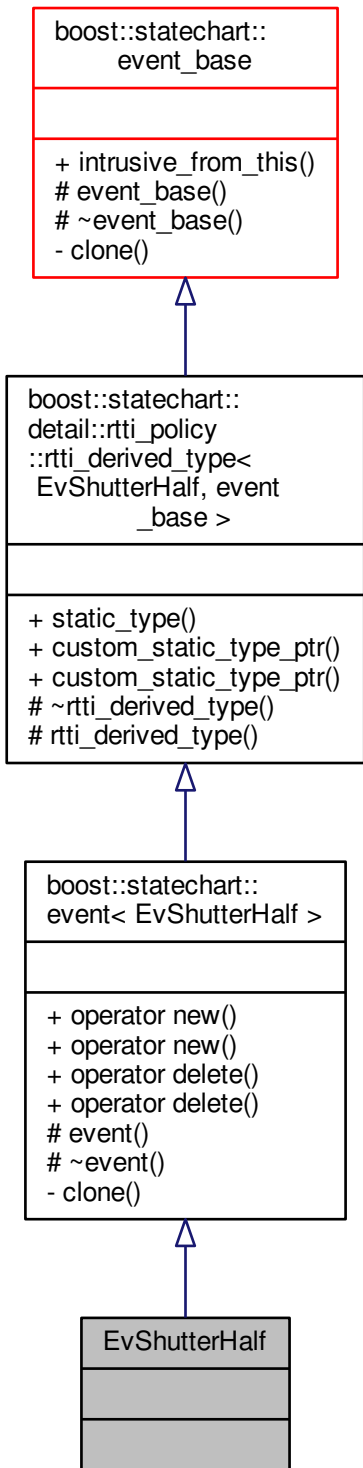 boost::statechart::
event_base
+ intrusive_from_this()
# event_base()
# ~event_base()
- clone()
boost::statechart::
detail::rtti_policy
::rtti_derived_type<
EvShutterHalf, event
_base >
+ static_type()
+ custom_static_type_ptr()
+ custom_static_type_ptr()
# ~rtti_derived_type()
# rtti_derived_type()
boost::statechart::
event< EvShutterHalf >
+ operator new()
+ operator new()
+ operator delete()
+ operator delete()
# event()
# ~event()
- clone()
EvShutterHalf